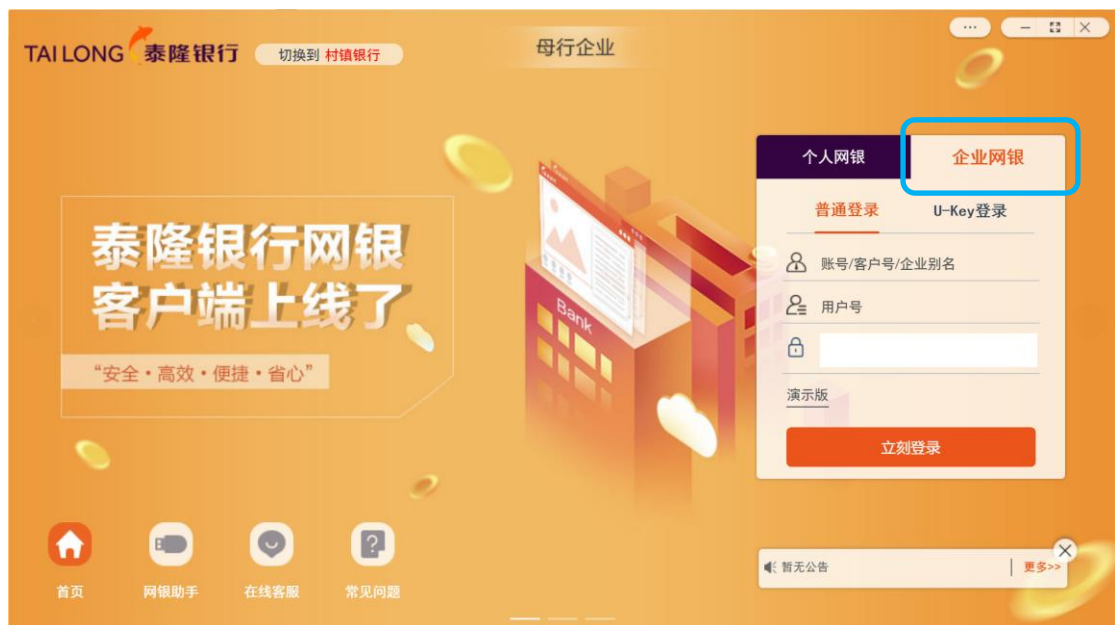 TAILONG 泰隆银行
切换到 村镇银行
母行企业
个人网银
企业网银
普通登录
U-Key登录
账号/客户号/企业别名
用户号
演示版
立刻登录
泰隆银行网银
客户端上线了
“安全·高效·便捷·省心”
Bank
首页
网银助手
在线客服
常见问题
暂无公告
更多>>